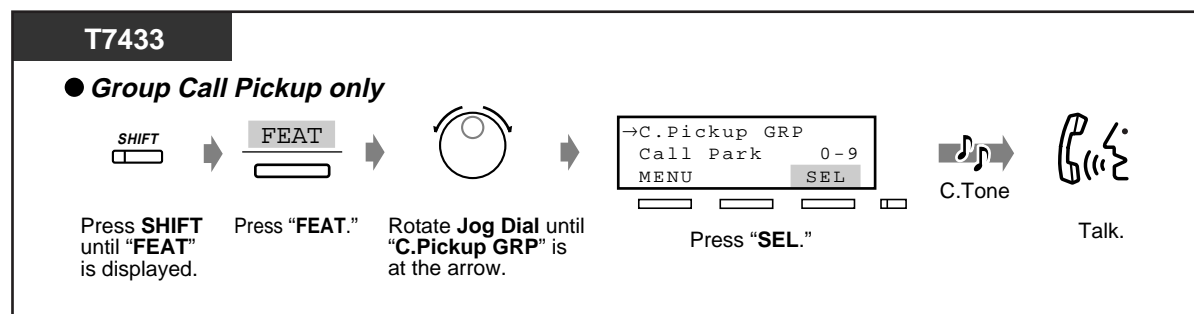 T7433
● Group Call Pickup only
SHIFT
Press SHIFT
until “FEAT”
is displayed.
FEAT
Press “FEAT.”
Rotate Jog Dial until
“C.Pickup GRP” is
at the arrow.
→C.Pickup GRP
Call Park 0-9
MENU SEL
Press “SEL.”
C.Tone
Talk.